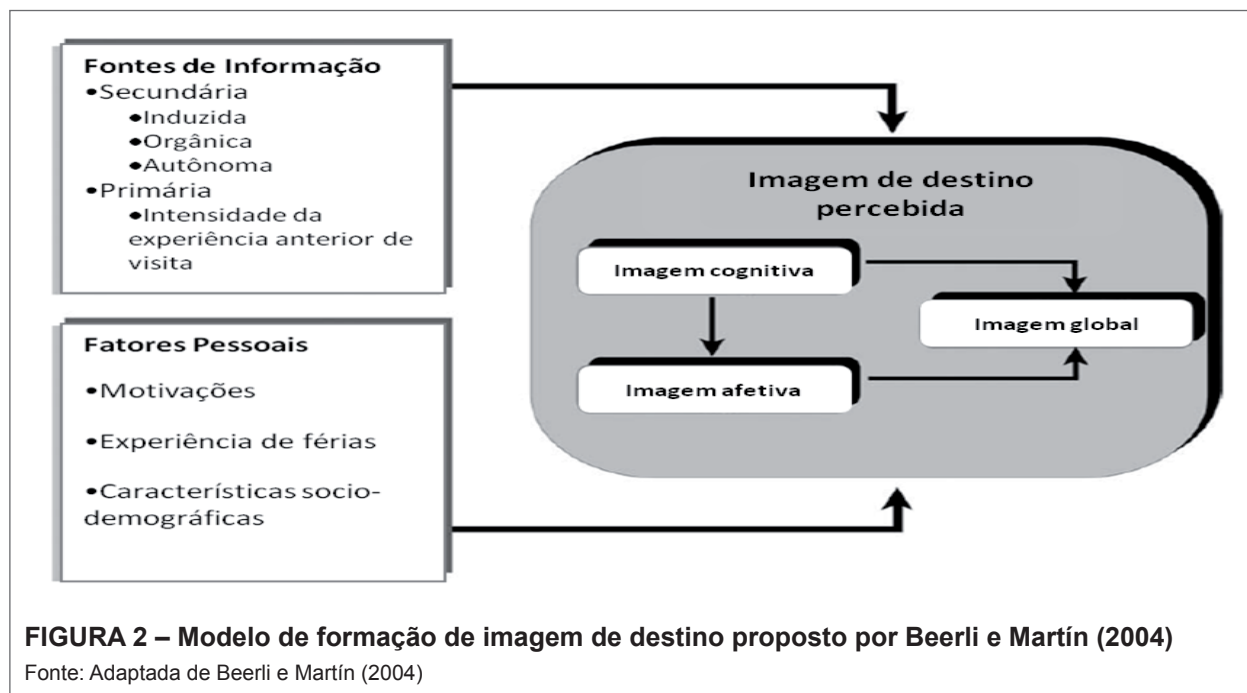 Fontes de Informação
•Secundária
•Induzida
•Orgânica
•Autônoma
•Primária
•Intensidade da
experiência anterior de
visita
Fatores Pessoais
•Motivações
•Experiência de férias
•Características socio-
demográficas
Imagem de destino
percebida
Imagem cognitiva
Imagem afetiva
Imagem global
FIGURA 2 – Modelo de formação de imagem de destino proposto por Beerli e Martín (2004)
Fonte: Adaptada de Beerli e Martín (2004)